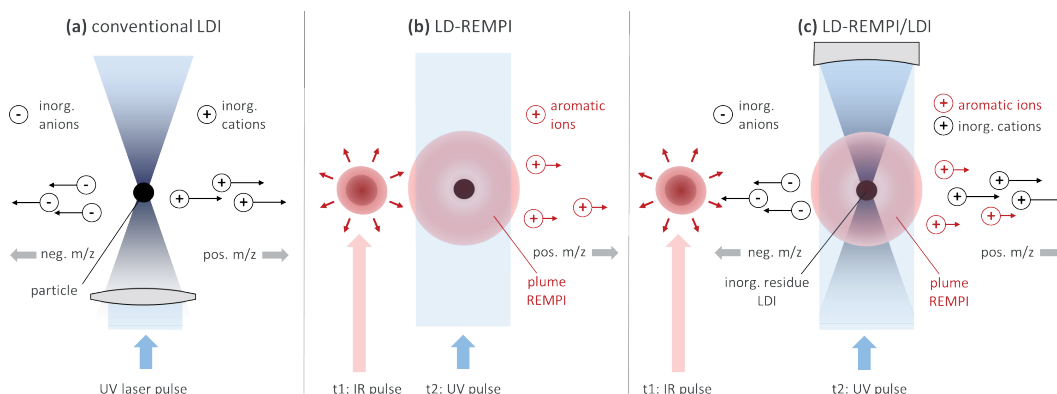 (a) conventional LDI
-
inorg.
anions
+
inorg.
cations
-
-
-
+
+
+
neg. m/z
pos. m/z
particle
UV laser pulse
(b) LD-REMPI
+
aromatic
ions
+
+
+
pos. m/z
plume
REMPI
t1: IR pulse
t2: UV pulse
(c) LD-REMPI/LDI
-
inorg.
anions
+
aromatic ions
+
inorg. cations
-
-
-
+
+
+
+
+
+
neg. m/z
pos. m/z
inorg. residue
LDI
plume
REMPI
t1: IR pulse
t2: UV pulse